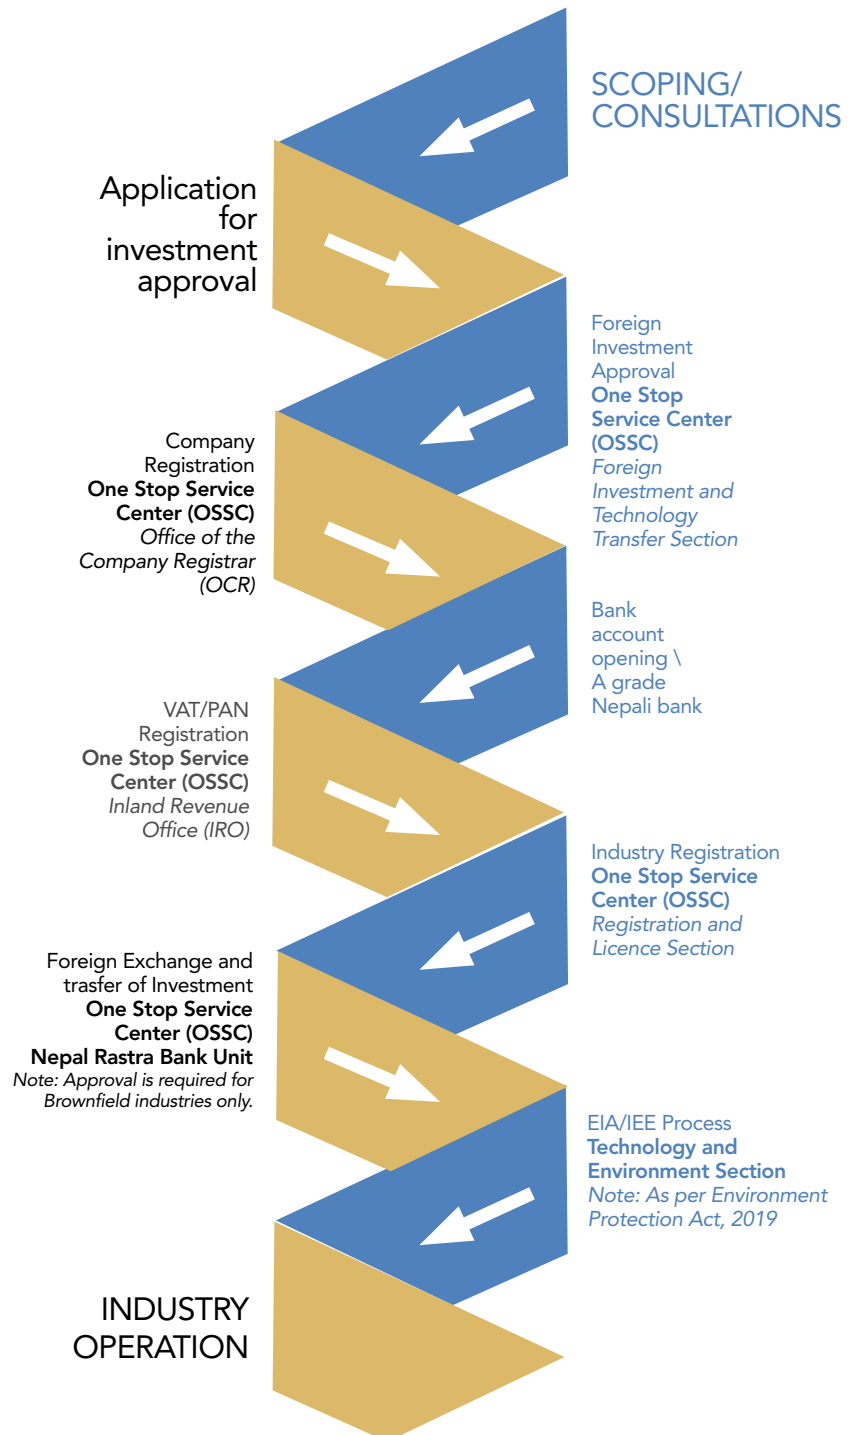 SCOPING/
CONSULTATIONS
Application
for
investment
approval
Foreign
Investment
Approval
One Stop
Service Center
(OSSC)
Foreign
Investment and
Technology
Transfer Section
Company
Registration
One Stop Service
Center (OSSC)
Office of the
Company Registrar
(OCR)
Bank
account
opening \
A grade
Nepali bank
VAT/PAN
Registration
One Stop Service
Center (OSSC)
Inland Revenue
Office (IRO)
Industry Registration
One Stop Service
Center (OSSC)
Registration and
Licence Section
Foreign Exchange and
trasfer of Investment
One Stop Service
Center (OSSC)
Nepal Rastra Bank Unit
Note: Approval is required for
Brownfield industries only.
EIA/IEE Process
Technology and
Environment Section
Note: As per Environment
Protection Act, 2019
INDUSTRY
OPERATION